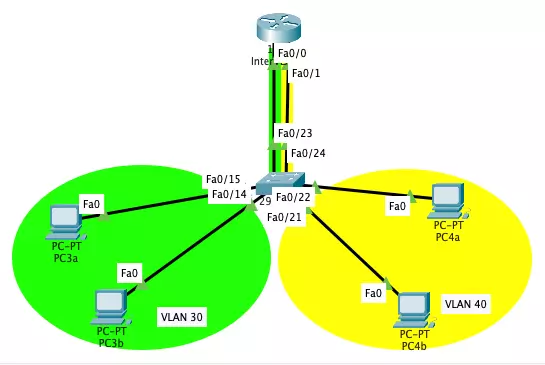 Fa0/0
Fa0/1
Fa0/23
Fa0/24
Fa0/15
Fa0/14
29
Fa0/22
Fa0/21
Fa0
PC-PT
PC3a
Fa0
PC-PT
PC3b
VLAN 30
Fa0
PC-PT
PC4a
Fa0
PC-PT
PC4b
VLAN 40